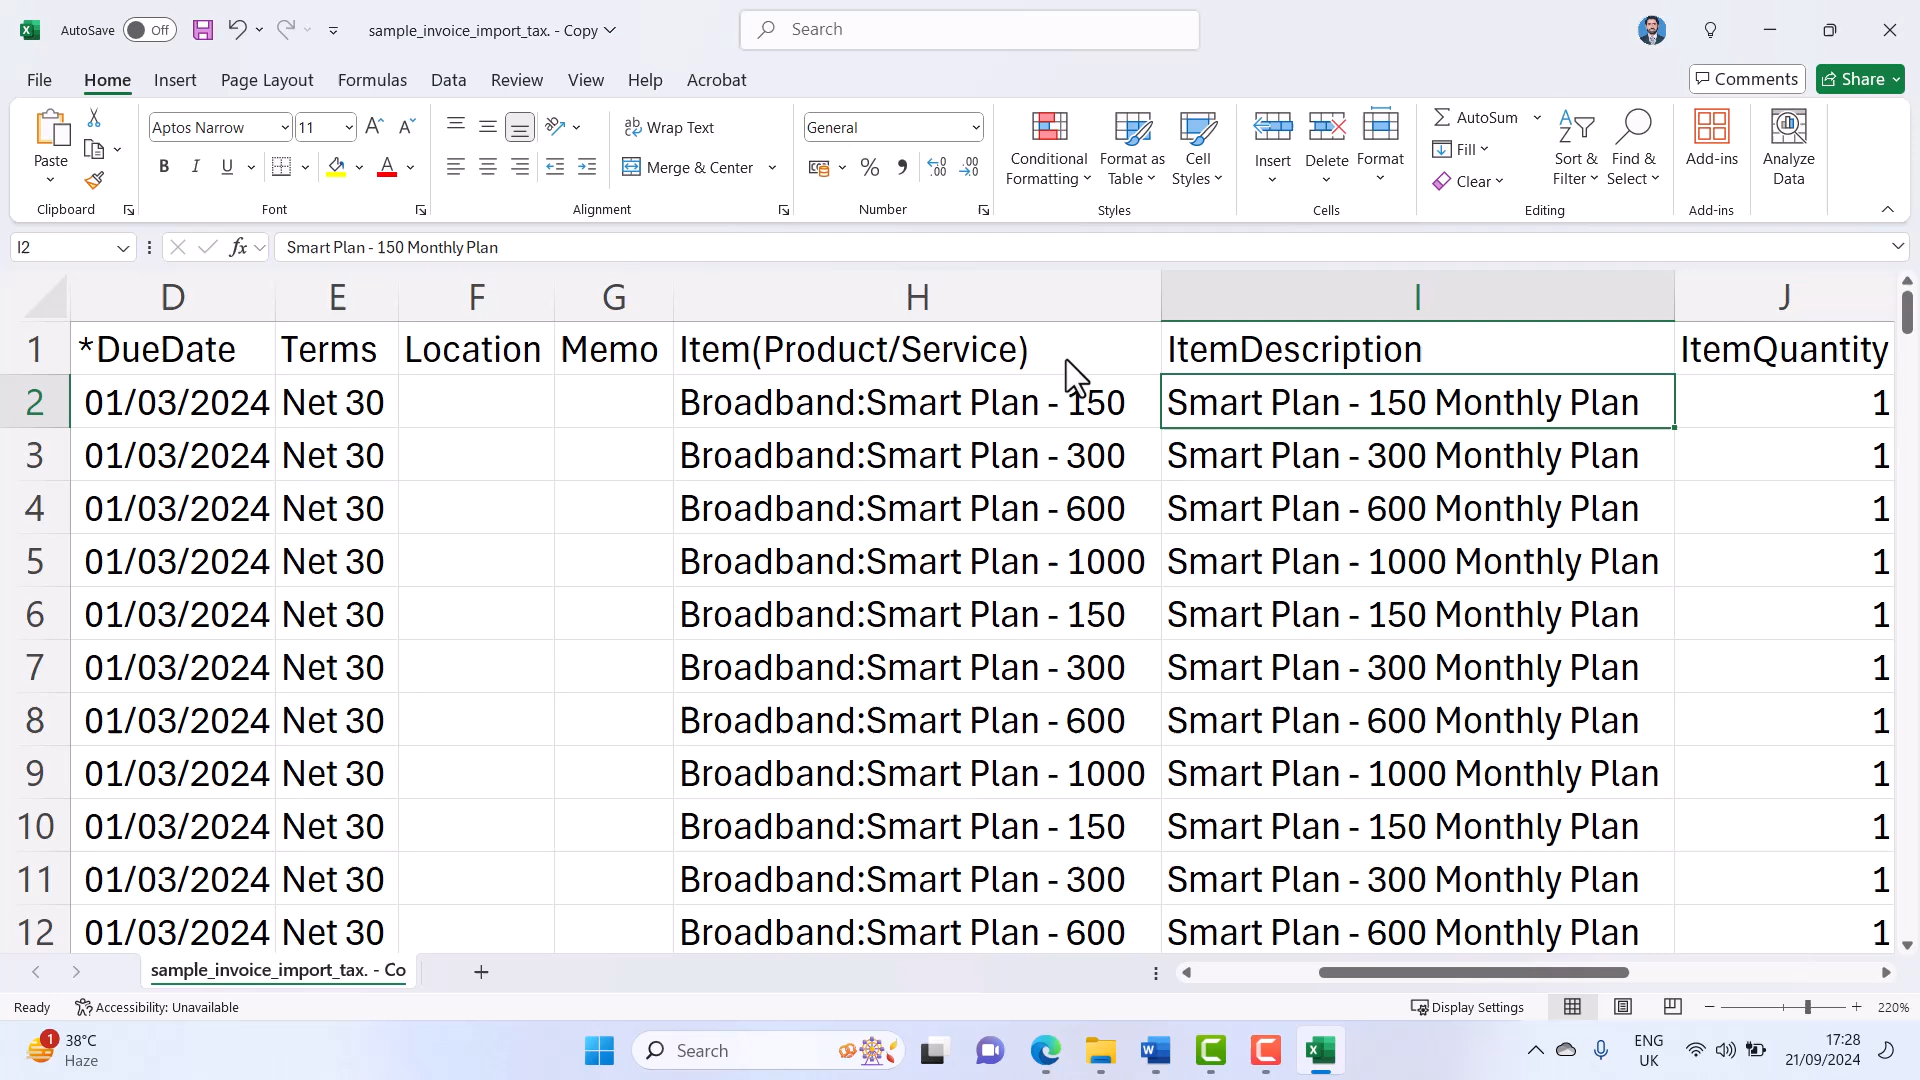 AutoSave Off sample_invoice_import_tax. - Copy Search
File Home Insert Page Layout Formulas Data Review View Help Acrobat Comments Share
Paste Aptos Narrow 11 Wrap Text General Conditional Formatting Format as Table Cell Styles Insert Delete Format AutoSum Sort & Filter Find & Select Add-ins Analyze Data
B I U Merge & Center % Fill
Clear
Clipboard Font Alignment Number Styles Cells Editing Add-ins
I2 fx Smart Plan - 150 Monthly Plan
D E F G H I J
1 *DueDate Terms Location Memo Item(Product/Service) ItemDescription ItemQuantity
2 01/03/2024 Net 30 Broadband:Smart Plan - 150 Smart Plan - 150 Monthly Plan 1
3 01/03/2024 Net 30 Broadband:Smart Plan - 300 Smart Plan - 300 Monthly Plan 1
4 01/03/2024 Net 30 Broadband:Smart Plan - 600 Smart Plan - 600 Monthly Plan 1
5 01/03/2024 Net 30 Broadband:Smart Plan - 1000 Smart Plan - 1000 Monthly Plan 1
6 01/03/2024 Net 30 Broadband:Smart Plan - 150 Smart Plan - 150 Monthly Plan 1
7 01/03/2024 Net 30 Broadband:Smart Plan - 300 Smart Plan - 300 Monthly Plan 1
8 01/03/2024 Net 30 Broadband:Smart Plan - 600 Smart Plan - 600 Monthly Plan 1
9 01/03/2024 Net 30 Broadband:Smart Plan - 1000 Smart Plan - 1000 Monthly Plan 1
10 01/03/2024 Net 30 Broadband:Smart Plan - 150 Smart Plan - 150 Monthly Plan 1
11 01/03/2024 Net 30 Broadband:Smart Plan - 300 Smart Plan - 300 Monthly Plan 1
12 01/03/2024 Net 30 Broadband:Smart Plan - 600 Smart Plan - 600 Monthly Plan 1
sample_invoice_import_tax. - Co
Ready Accessibility: Unavailable Display Settings 220%
1 38°C Search ENG 17:28
Haze UK 21/09/2024